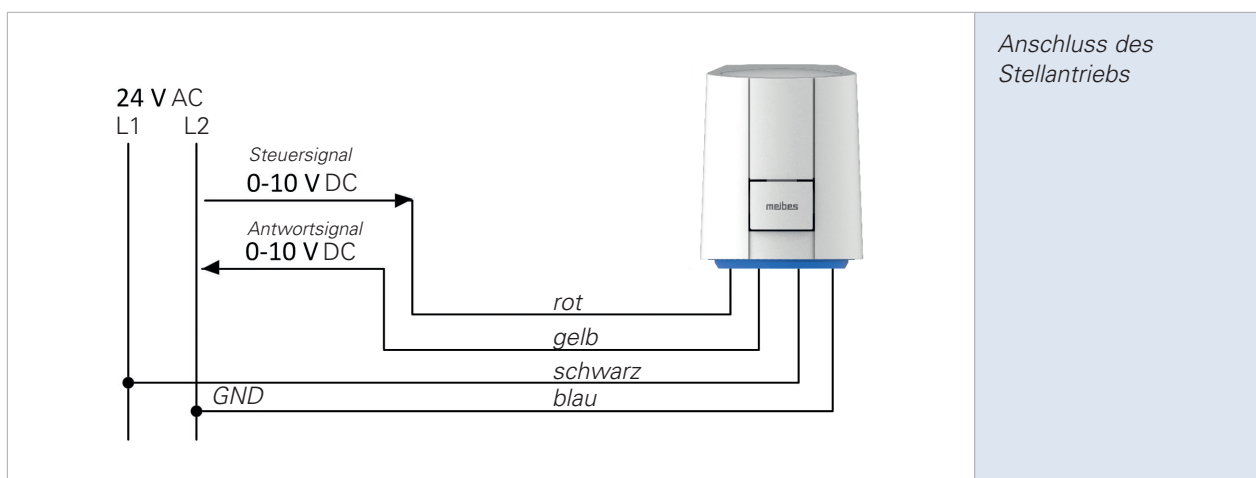 Anschluss des
Stellantriebs
24 V AC
L1 L2
Steuersignal
0-10 V DC
Antwortsignal
0-10 V DC
meibes
rot
gelb
schwarz
GND
blau